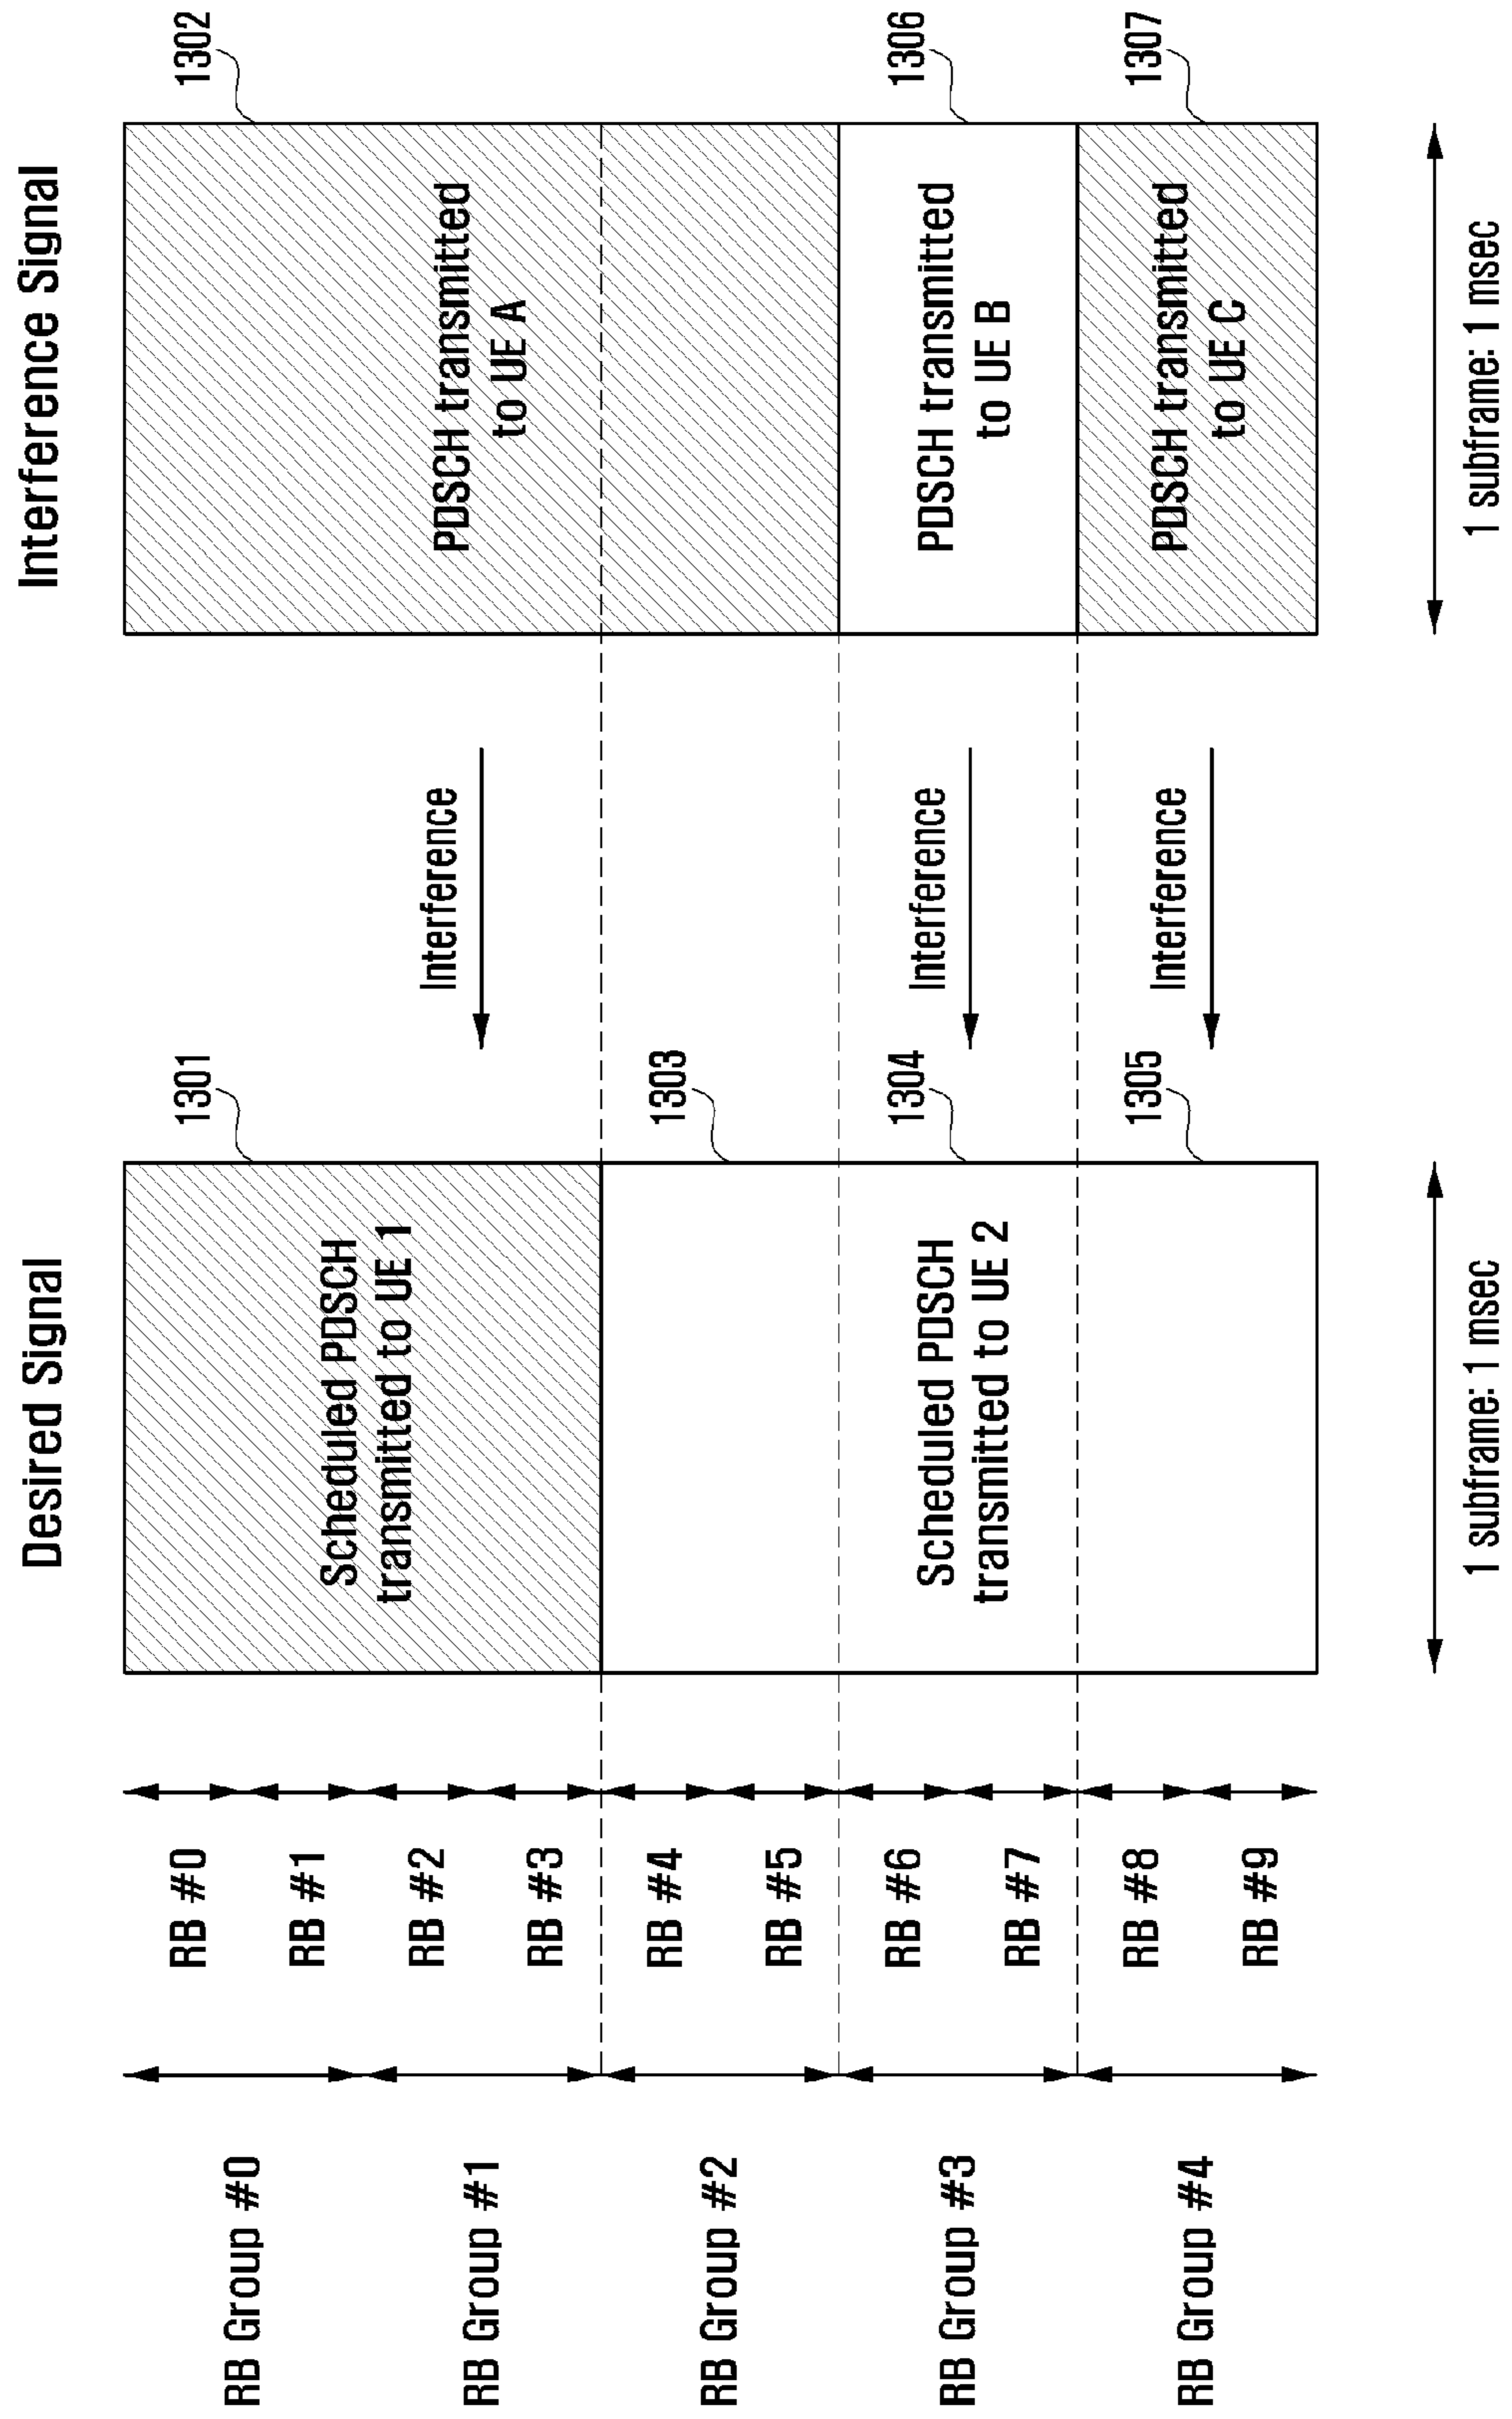 Desired Signal
Interference Signal
RB Group #0
RB Group #1
RB Group #2
RB Group #3
RB Group #4
RB #0
RB #1
RB #2
RB #3
RB #4
RB #5
RB #6
RB #7
RB #8
RB #9
Scheduled PDSCH
transmitted to UE 1
1301
Scheduled PDSCH
transmitted to UE 2
1303
1304
1305
Interference
Interference
Interference
PDSCH transmitted
to UE A
1302
PDSCH transmitted
to UE B
1306
PDSCH transmitted
to UE C
1307
1 subframe: 1 msec
1 subframe: 1 msec